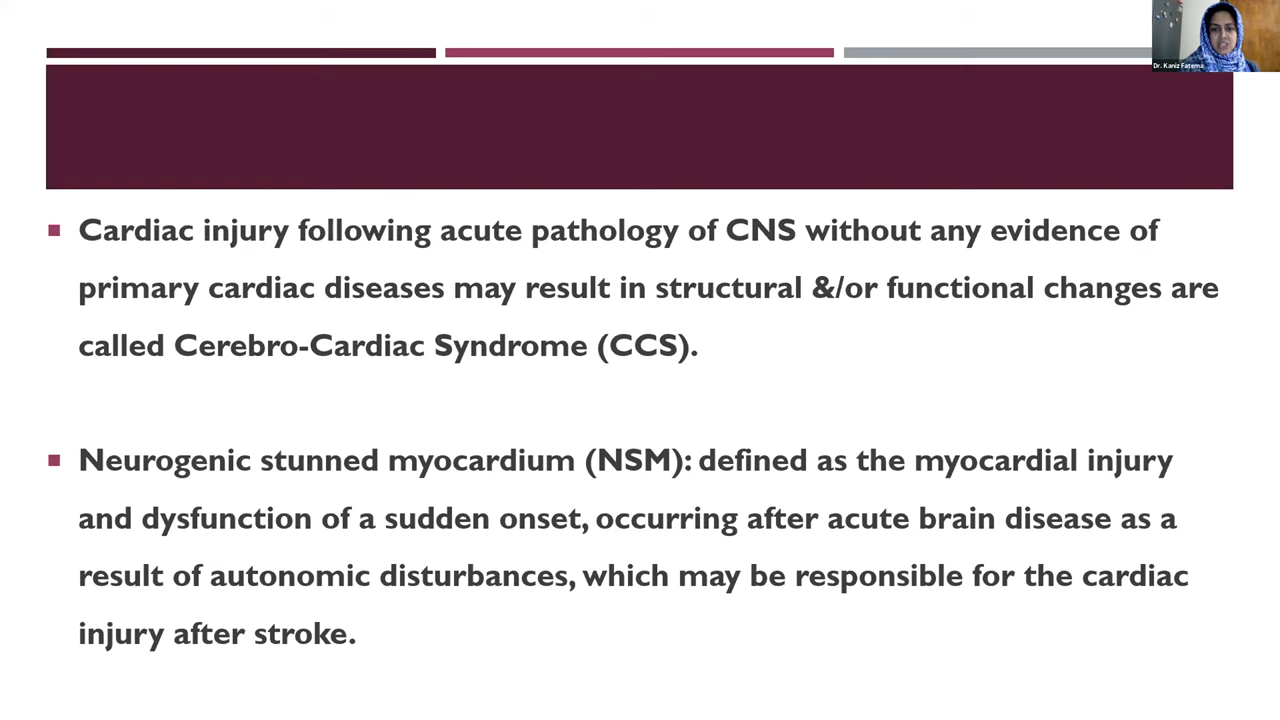 Dr. Kaniz Fatema
Cardiac injury following acute pathology of CNS without any evidence of
primary cardiac diseases may result in structural &/or functional changes are
called Cerebro-Cardiac Syndrome (CCS).
Neurogenic stunned myocardium (NSM): defined as the myocardial injury
and dysfunction of a sudden onset, occurring after acute brain disease as a
result of autonomic disturbances, which may be responsible for the cardiac
injury after stroke.